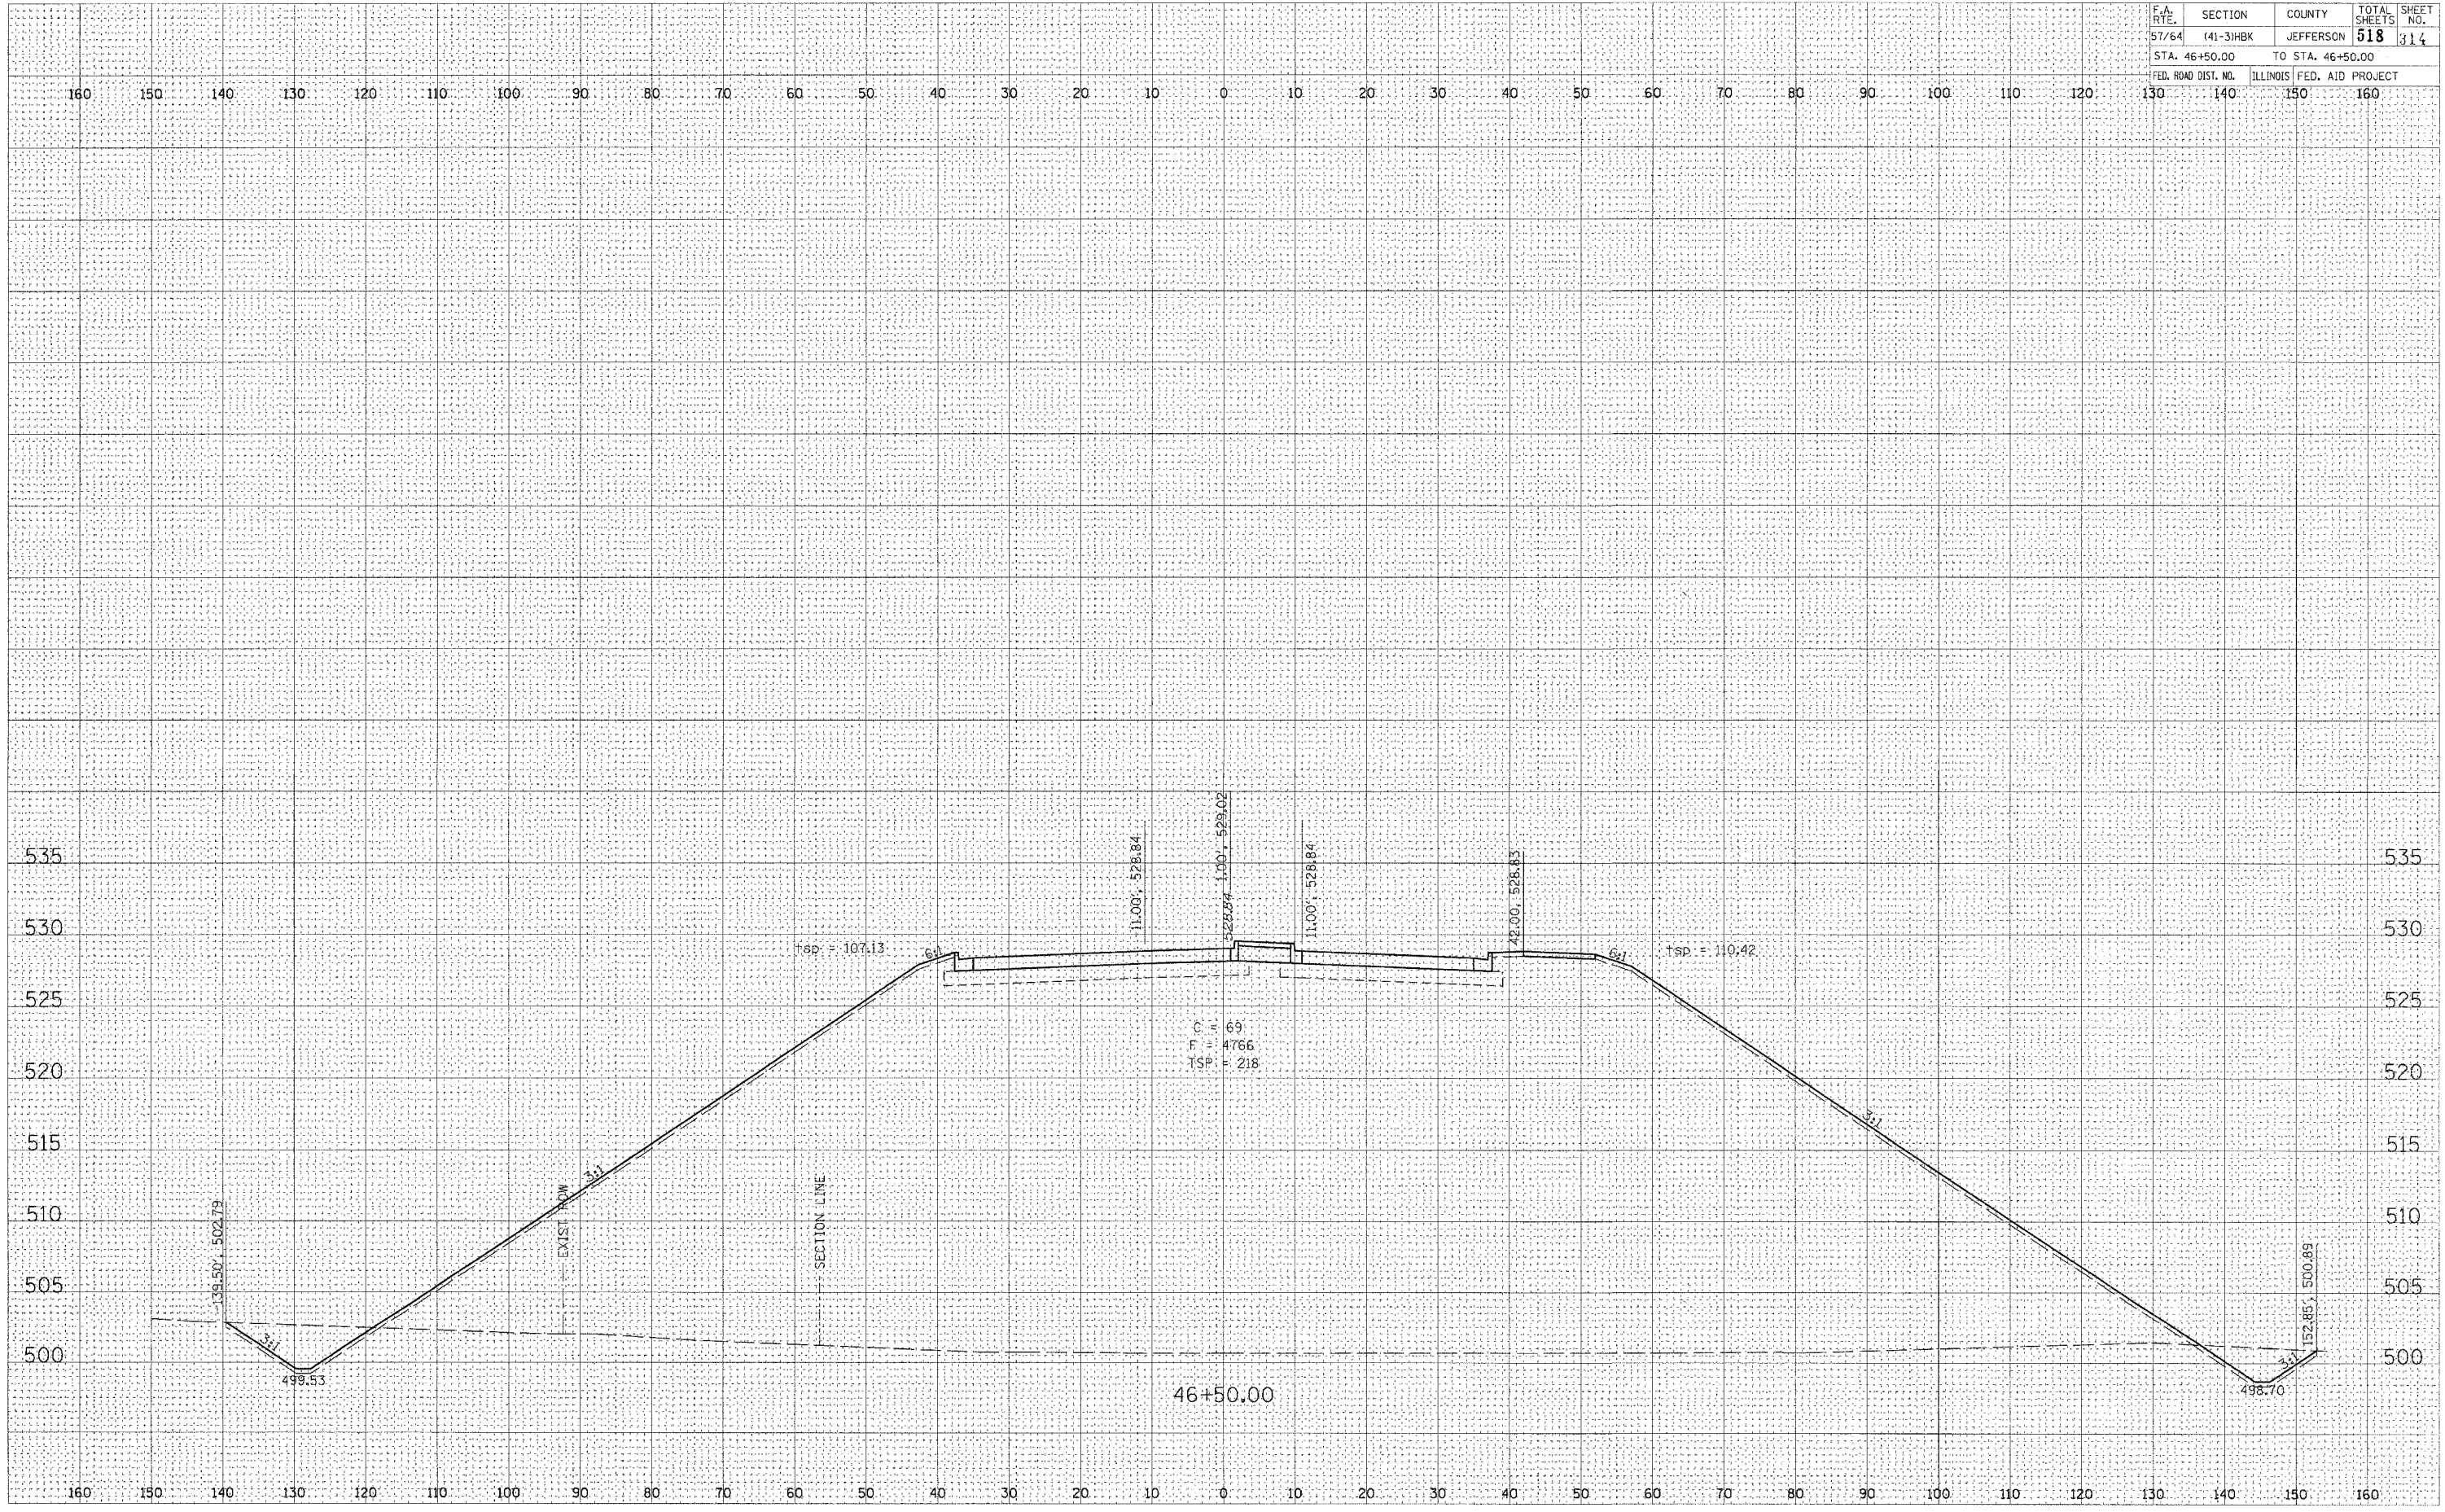 F.A. RTE. SECTION COUNTY TOTAL SHEETS SHEET NO.
57/64 (41-3)HBK JEFFERSON 518 314
STA. 46+50.00 TO STA. 46+50.00
FED. ROAD DIST. NO. ILLINOIS FED. AID PROJECT
160 150 140 130 120 110 100 90 80 70 60 50 40 30 20 10 0 10 20 30 40 50 60 70 80 90 100 110 120 130 140 150 160
-11.00', 528.84
528.84
1.00', 529.02
11.00', 528.84
42.00, 528.83
535 535
530 530
tsp = 107.13
6:1
6:1
tsp = 110.42
525 525
C = 69
F = 4766
TSP = 218
520 520
3:1
515 515
3:1
-139.50', 502.79
EXIST ROW
SECTION LINE
510 510
505 505
152.85', 500.89
3:1
3:1
500 500
499.53
498.70
46+50.00
160 150 140 130 120 110 100 90 80 70 60 50 40 30 20 10 0 10 20 30 40 50 60 70 80 90 100 110 120 130 140 150 160